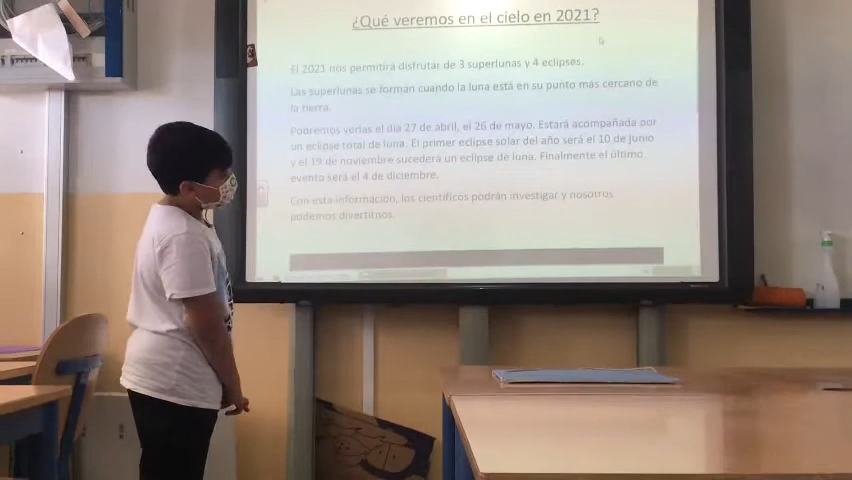 ¿Qué veremos en el cielo en 2021?
El 2021 nos permitirá disfrutar de 3 superlunas y 4 eclipses.
Las superlunas se forman cuando la luna está en su punto más cercano de
la tierra.
Podremos verlas el día 27 de abril, el 26 de mayo. Estará acompañada por
un eclipse total de luna. El primer eclipse solar del año será el 10 de junio
y el 19 de noviembre sucederá un eclipse de luna. Finalmente el último
evento será el 4 de diciembre.
Con esta información, los científicos podrán investigar y nosotros
podemos divertirnos.